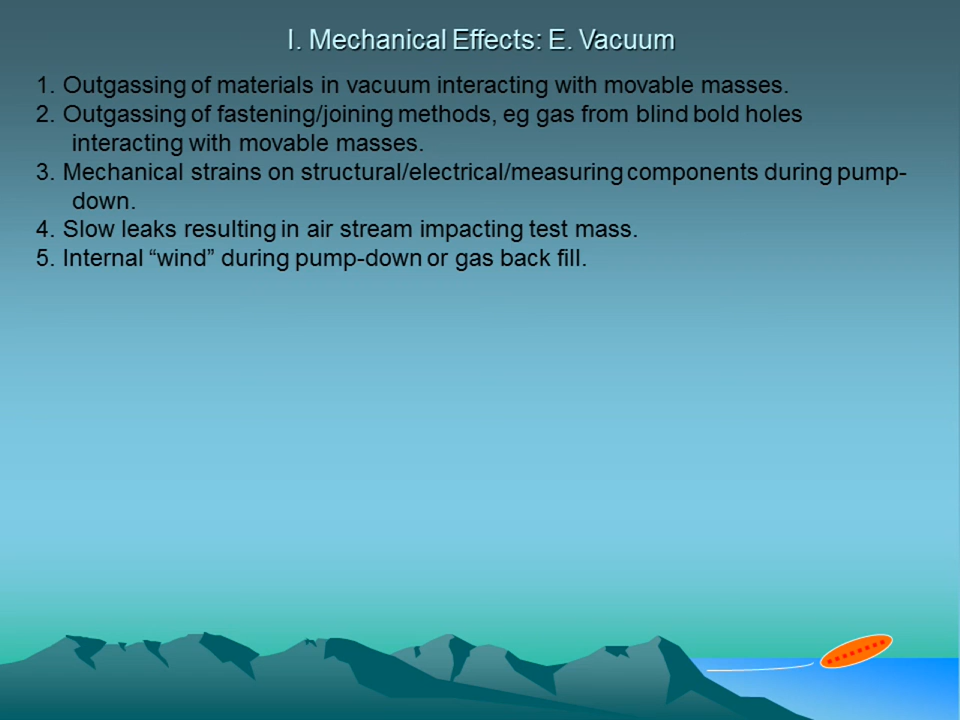 I. Mechanical Effects: E. Vacuum
1. Outgassing of materials in vacuum interacting with movable masses.
2. Outgassing of fastening/joining methods, eg gas from blind bold holes
interacting with movable masses.
3. Mechanical strains on structural/electrical/measuring components during pump-
down.
4. Slow leaks resulting in air stream impacting test mass.
5. Internal “wind” during pump-down or gas back fill.